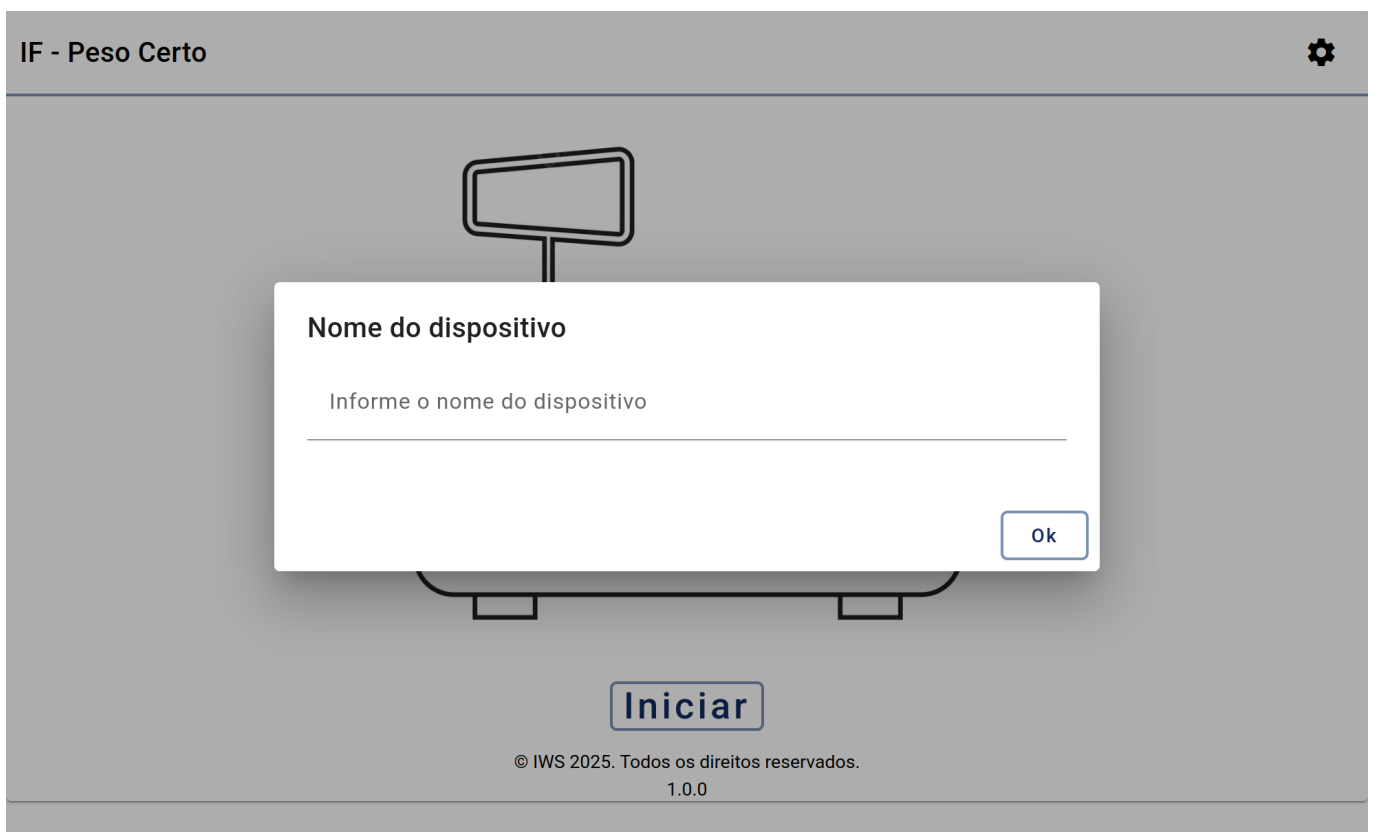 IF - Peso Certo
Nome do dispositivo
Informe o nome do dispositivo
Ok
Iniciar
© IWS 2025. Todos os direitos reservados.
1.0.0